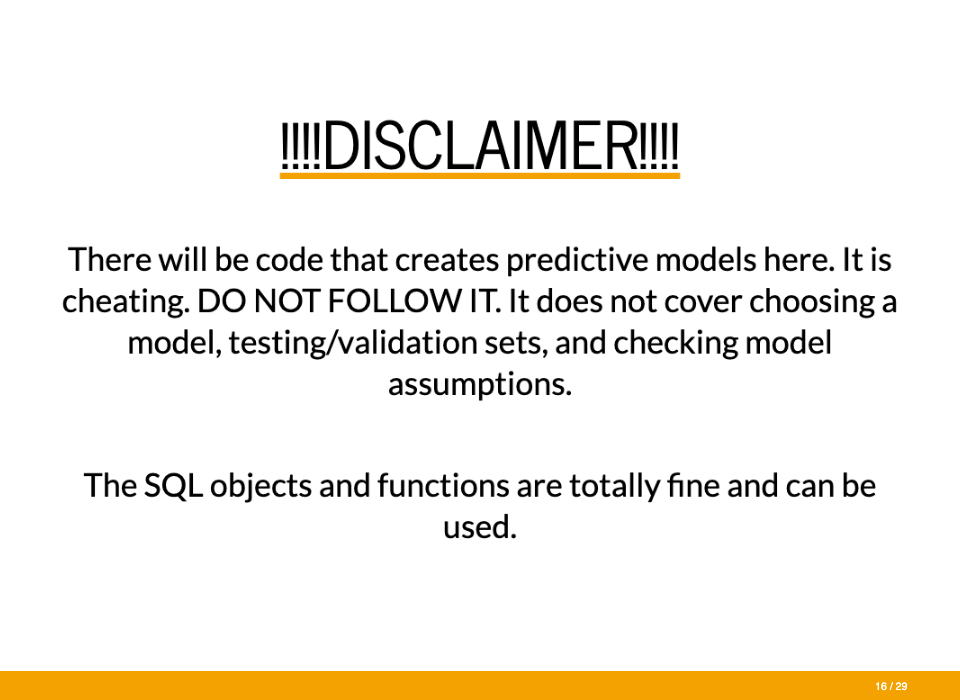 !!!!DISCLAIMER!!!!
There will be code that creates predictive models here. It is
cheating. DO NOT FOLLOW IT. It does not cover choosing a
model, testing/validation sets, and checking model
assumptions.
The SQL objects and functions are totally fine and can be
used.
16 / 29